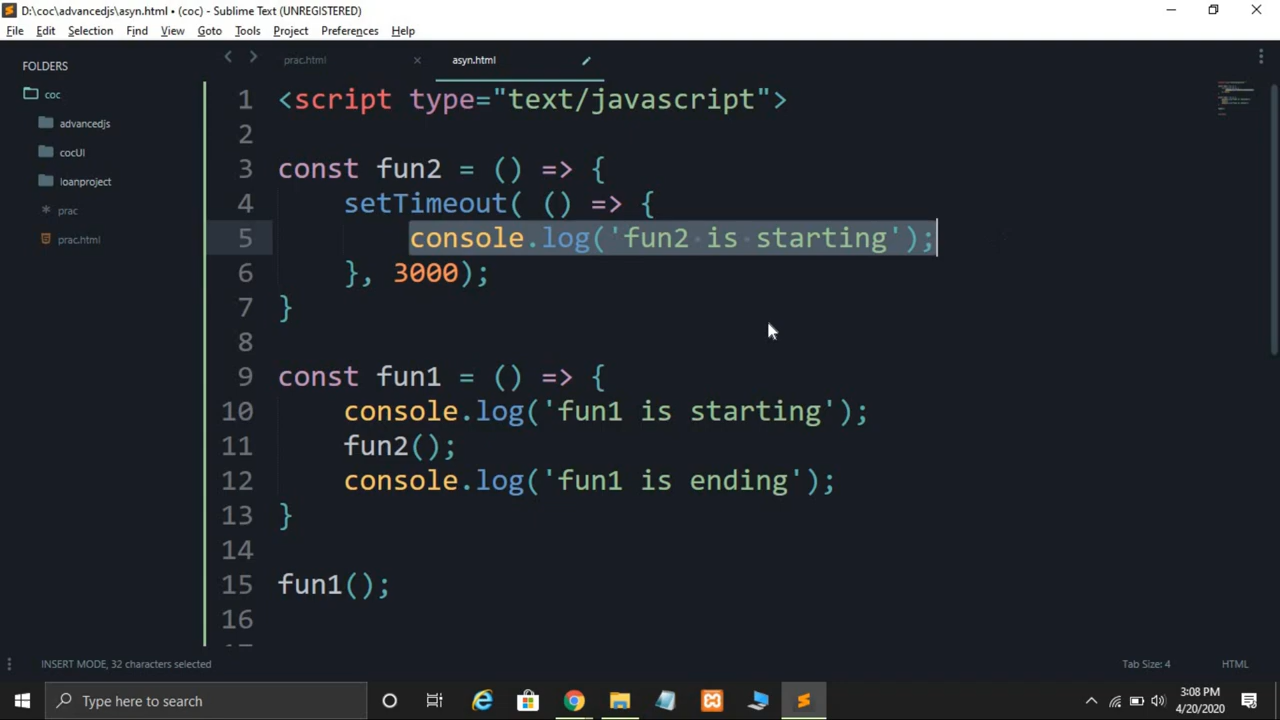 D:\coc\advancedjs\asyn.html • (coc) - Sublime Text (UNREGISTERED)
File Edit Selection Find View Goto Tools Project Preferences Help
FOLDERS
coc
advancedjs
cocUI
loanproject
prac
prac.html
prac.html × asyn.html
1 <script type="text/javascript">
2
3 const fun2 = () => {
4     setTimeout( () => {
5         console.log('fun2 is starting');
6     }, 3000);
7 }
8
9 const fun1 = () => {
10     console.log('fun1 is starting');
11     fun2();
12     console.log('fun1 is ending');
13 }
14
15 fun1();
16
INSERT MODE, 32 characters selected
Tab Size: 4 HTML
Type here to search
3:08 PM
4/20/2020